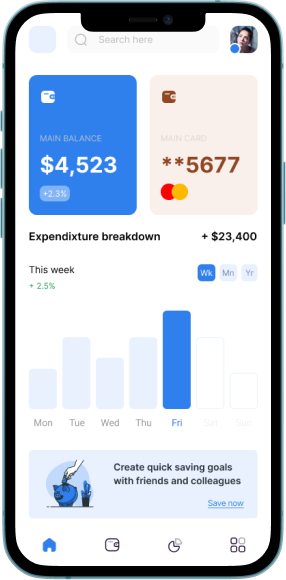 Search here
MAIN BALANCE
$4,523
+2.3%
MAIN CARD
**5677
Expendixture breakdown
+ $23,400
This week
+ 2.5%
Wk Mn Yr
Mon Tue Wed Thu Fri Sat Sun
Create quick saving goals
with friends and colleagues
Save now